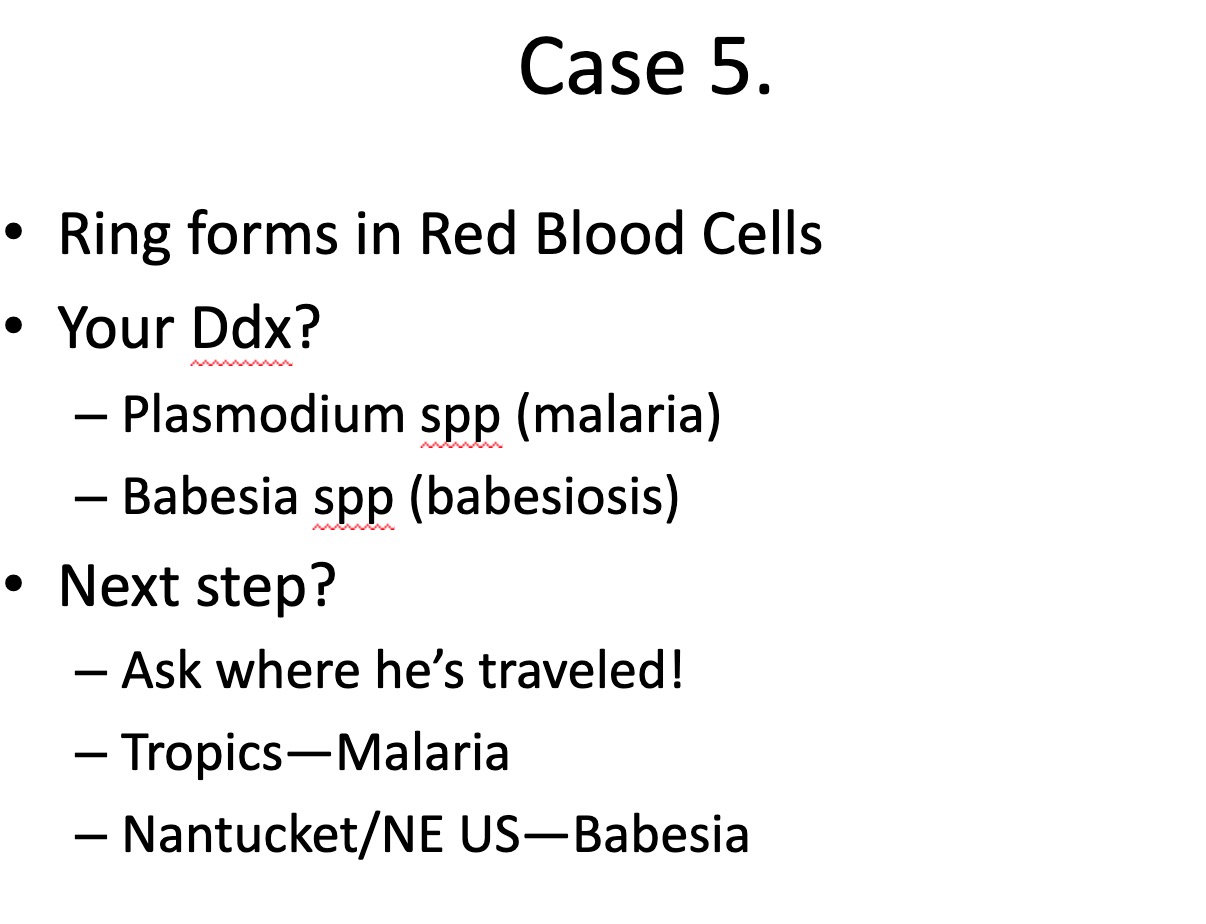 Case 5.
• Ring forms in Red Blood Cells
• Your Ddx?
– Plasmodium spp (malaria)
– Babesia spp (babesiosis)
• Next step?
– Ask where he’s traveled!
– Tropics—Malaria
– Nantucket/NE US—Babesia